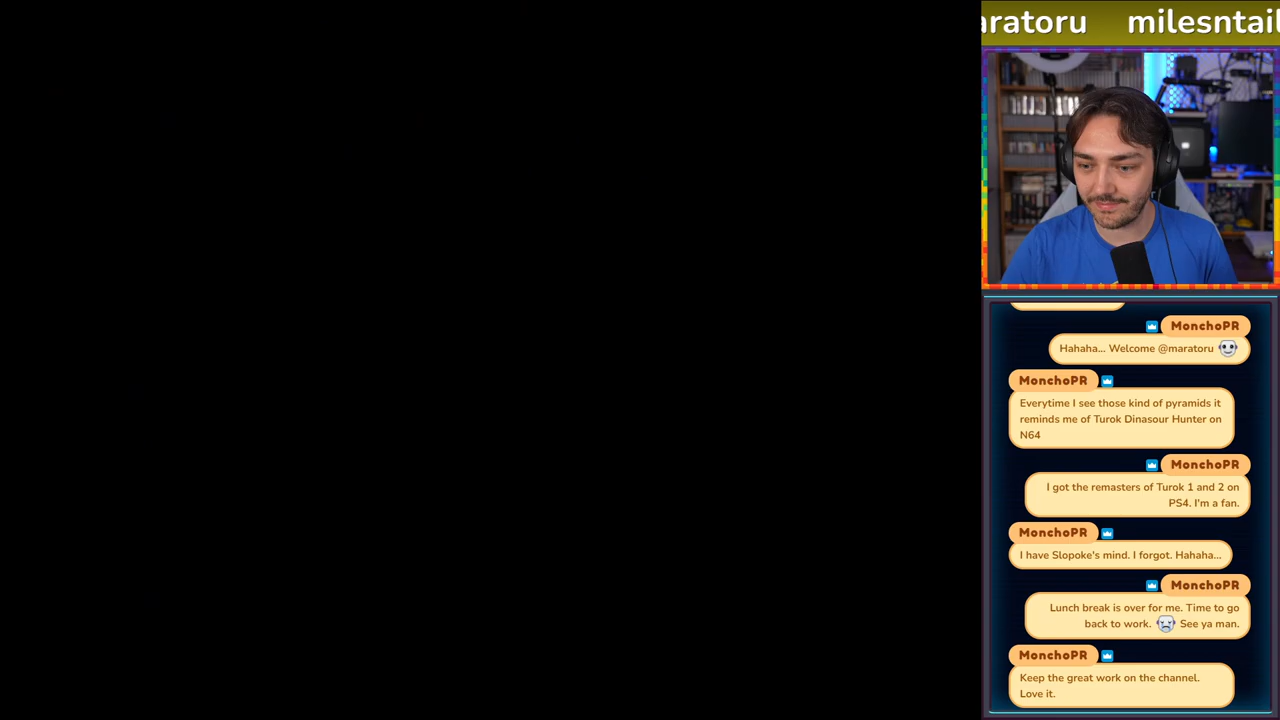 aratoru milesntail
MonchoPR
Hahaha... Welcome @maratoru
MonchoPR
Everytime I see those kind of pyramids it
reminds me of Turok Dinasour Hunter on
N64
MonchoPR
I got the remasters of Turok 1 and 2 on
PS4. I'm a fan.
MonchoPR
I have Slopoke's mind. I forgot. Hahaha...
MonchoPR
Lunch break is over for me. Time to go
back to work. See ya man.
MonchoPR
Keep the great work on the channel.
Love it.